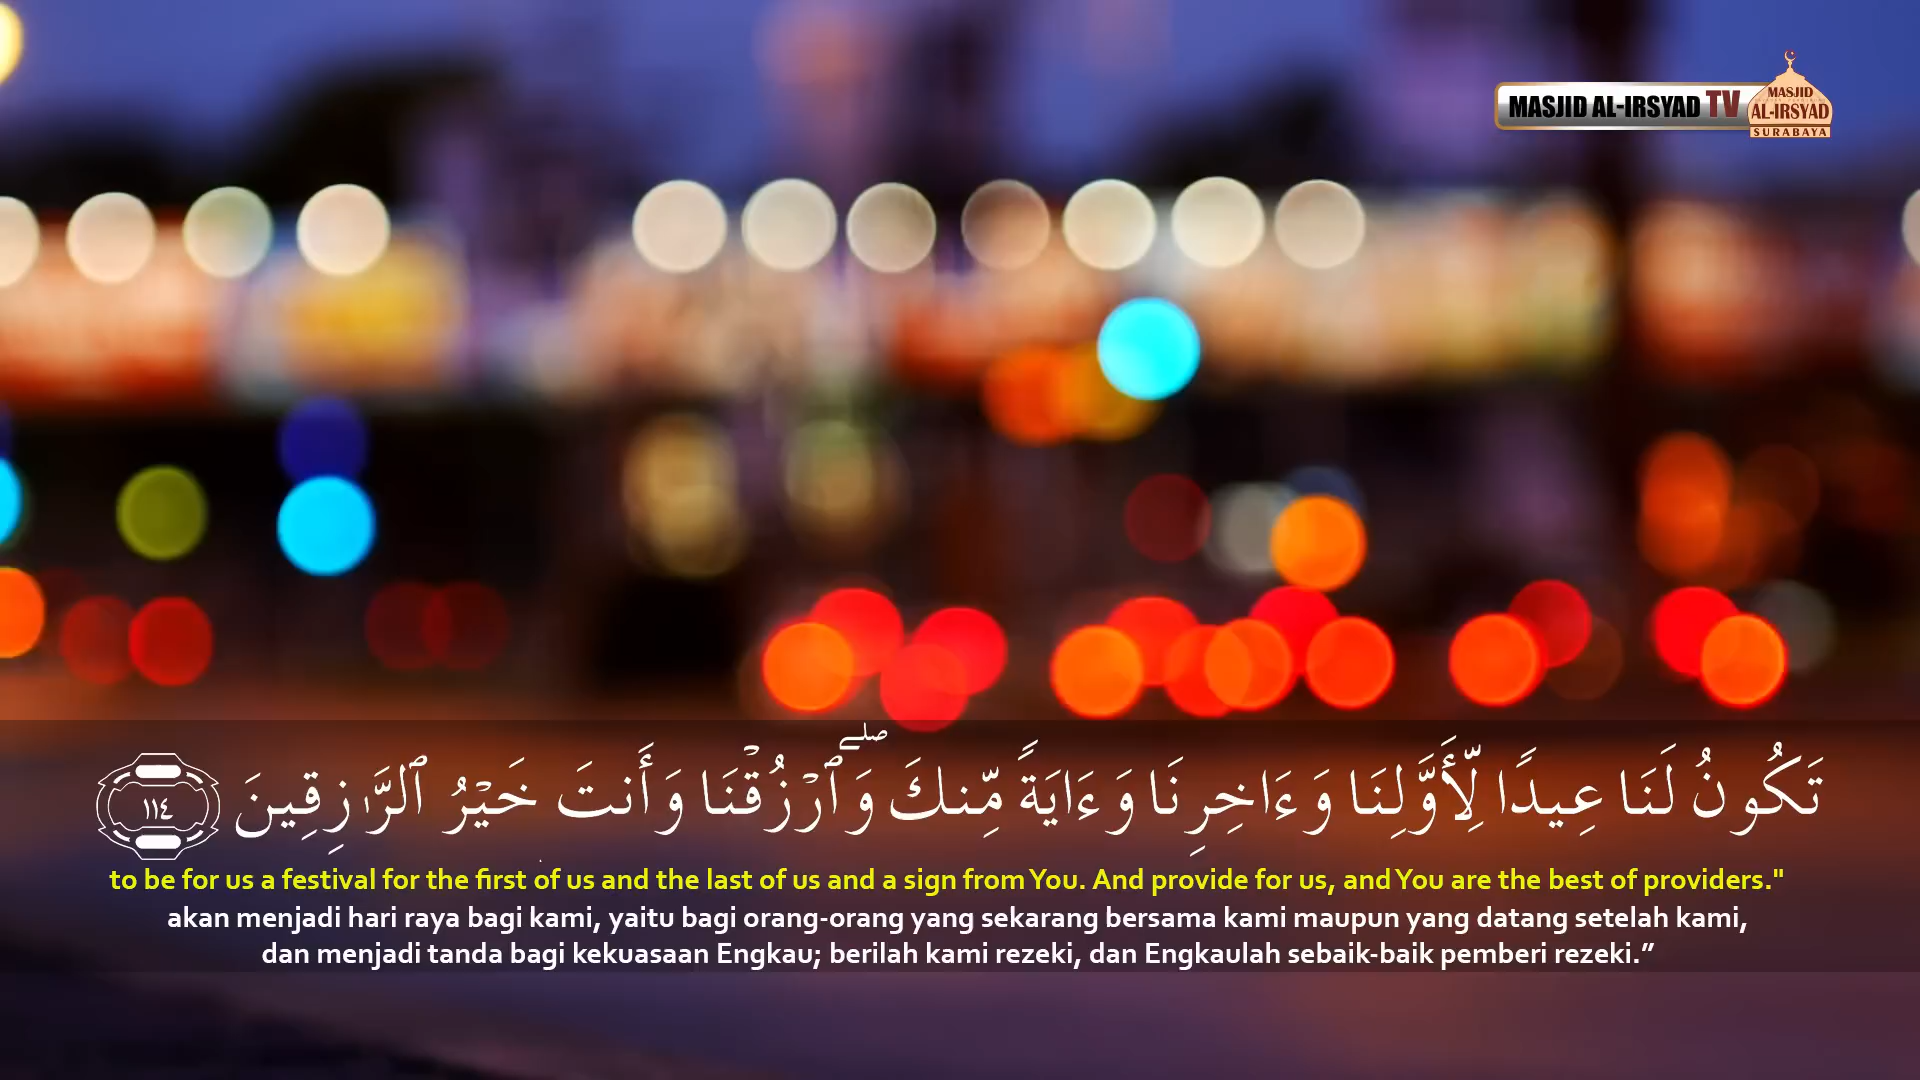 MASJID AL-IRSYAD TV
MASJID
AL-IRSYAD
SURABAYA
تَكُونُ لَنَا عِيدًا لِّأَوَّلِنَا وَءَاخِرِنَا وَءَايَةً مِّنكَ ۖ وَٱرْزُقْنَا وَأَنتَ خَيْرُ ٱلرَّٰزِقِينَ ١١٤
to be for us a festival for the first of us and the last of us and a sign from You. And provide for us, and You are the best of providers."
akan menjadi hari raya bagi kami, yaitu bagi orang-orang yang sekarang bersama kami maupun yang datang setelah kami,
dan menjadi tanda bagi kekuasaan Engkau; berilah kami rezeki, dan Engkaulah sebaik-baik pemberi rezeki.”